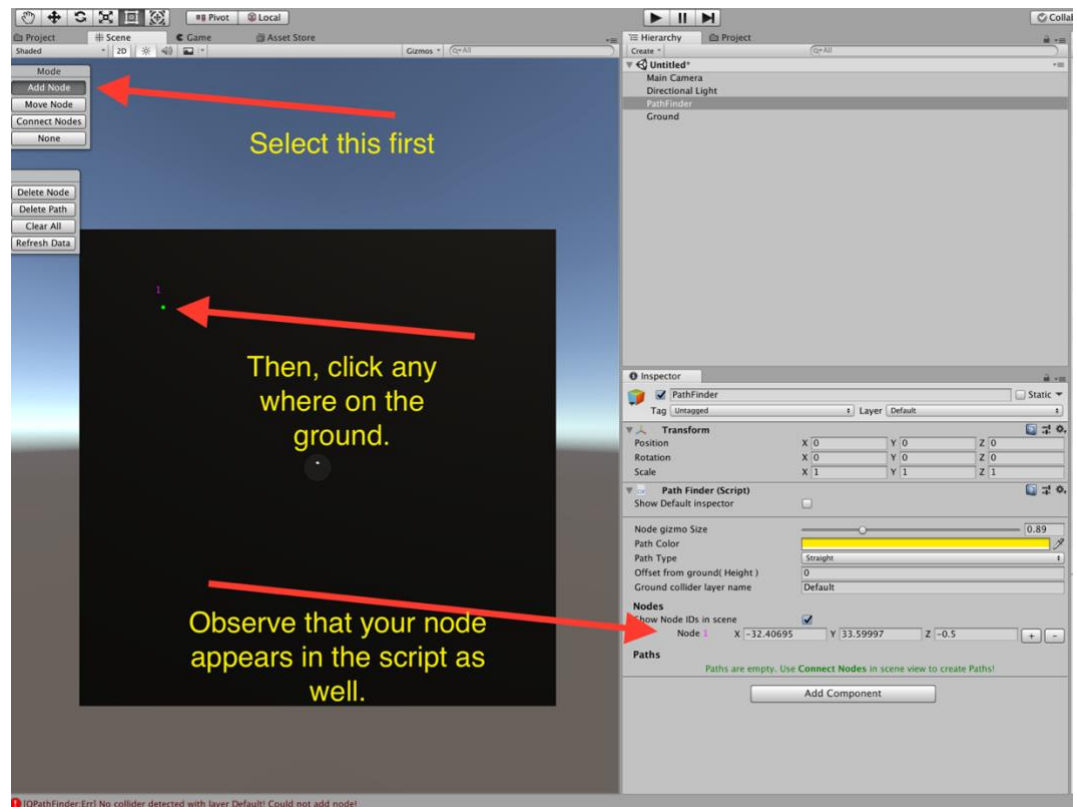 Pivot Local
Collab
Project Scene Game Asset Store
Shaded 2D Gizmos All
Mode
Add Node
Move Node
Connect Nodes
None
Delete Node
Delete Path
Clear All
Refresh Data
Select this first
1
Then, click any
where on the
ground.
Observe that your node
appears in the script as
well.
Hierarchy Project
Create All
Untitled*
Main Camera
Directional Light
PathFinder
Ground
Inspector
PathFinder Static
Tag Untagged Layer Default
Transform
Position X 0 Y 0 Z 0
Rotation X 0 Y 0 Z 0
Scale X 1 Y 1 Z 1
Path Finder (Script)
Show Default inspector
Node gizmo Size 0.89
Path Color
Path Type Straight
Offset from ground( Height ) 0
Ground collider layer name Default
Nodes
Show Node IDs in scene
Node 1 X -32.40695 Y 33.59997 Z -0.5 + -
Paths
Paths are empty. Use Connect Nodes in scene view to create Paths!
Add Component
[QPathFinder:Err] No collider detected with layer Default! Could not add node!